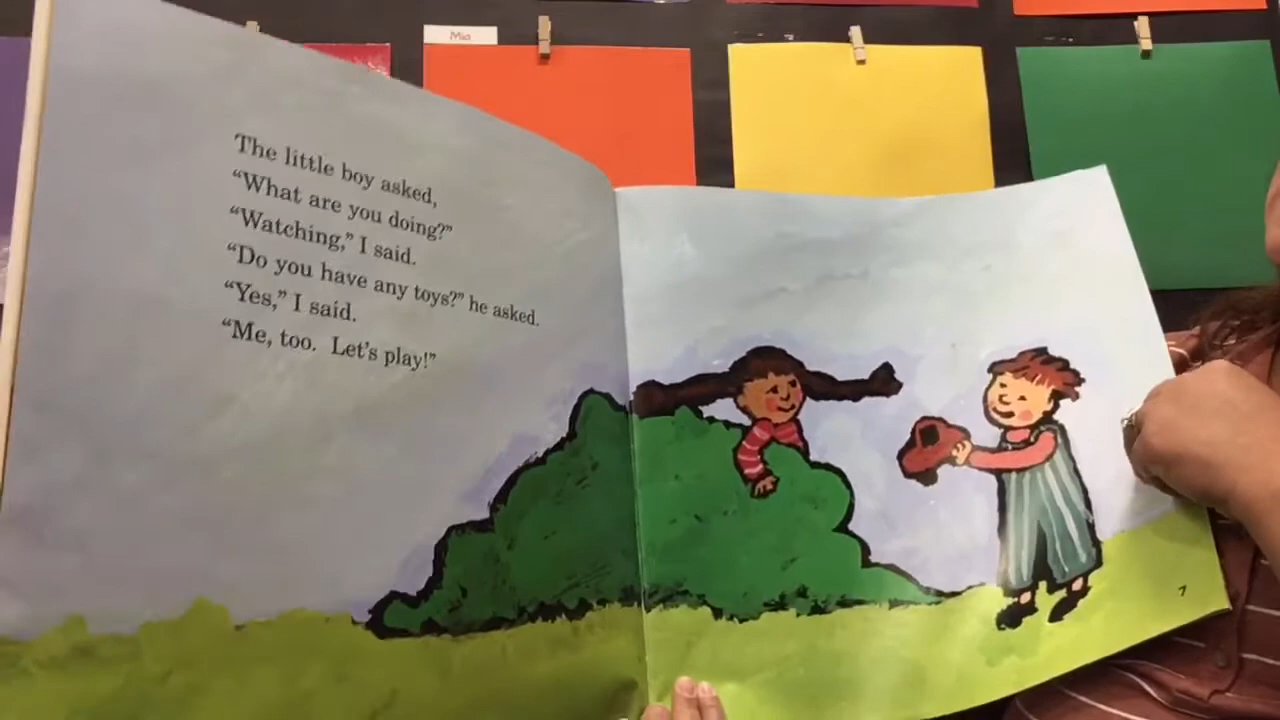 Mia
The little boy asked,
“What are you doing?”
“Watching,” I said.
“Do you have any toys?” he asked.
“Yes,” I said.
“Me, too. Let’s play!”
7